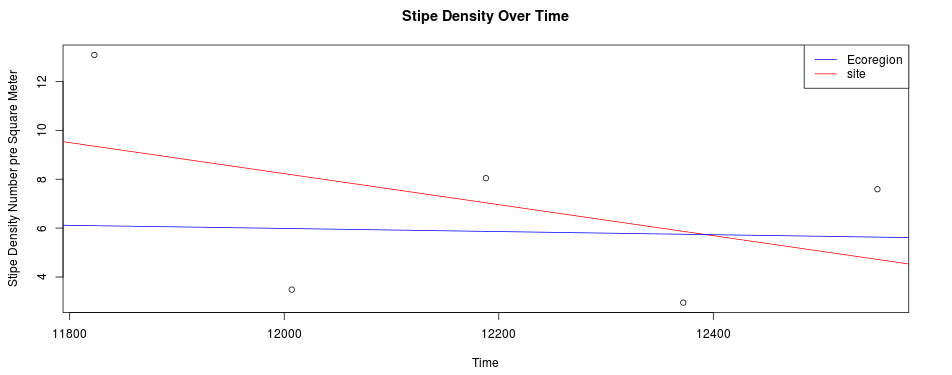 Stipe Density Over Time
Ecoregion
site
Stipe Density Number pre Square Meter
12
10
8
6
4
11800 12000 12200 12400
Time